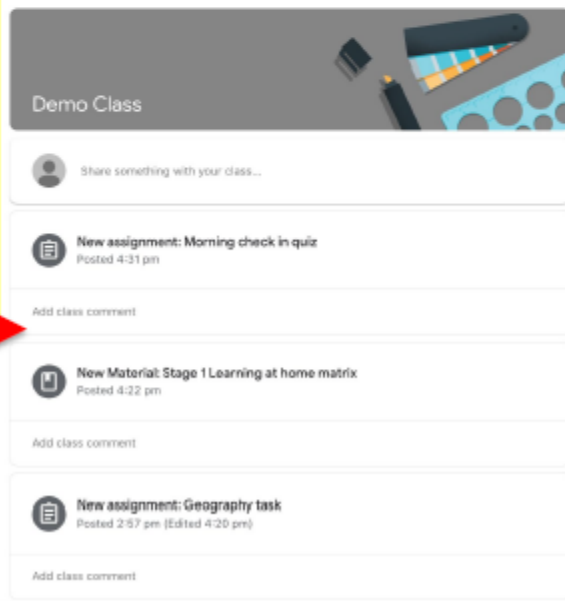 Demo Class
Share something with your class...
New assignment: Morning check in quiz
Posted 4:31 pm
Add class comment
New Material: Stage 1 Learning at home matrix
Posted 4:22 pm
Add class comment
New assignment: Geography task
Posted 2:57 pm (Edited 4:20 pm)
Add class comment